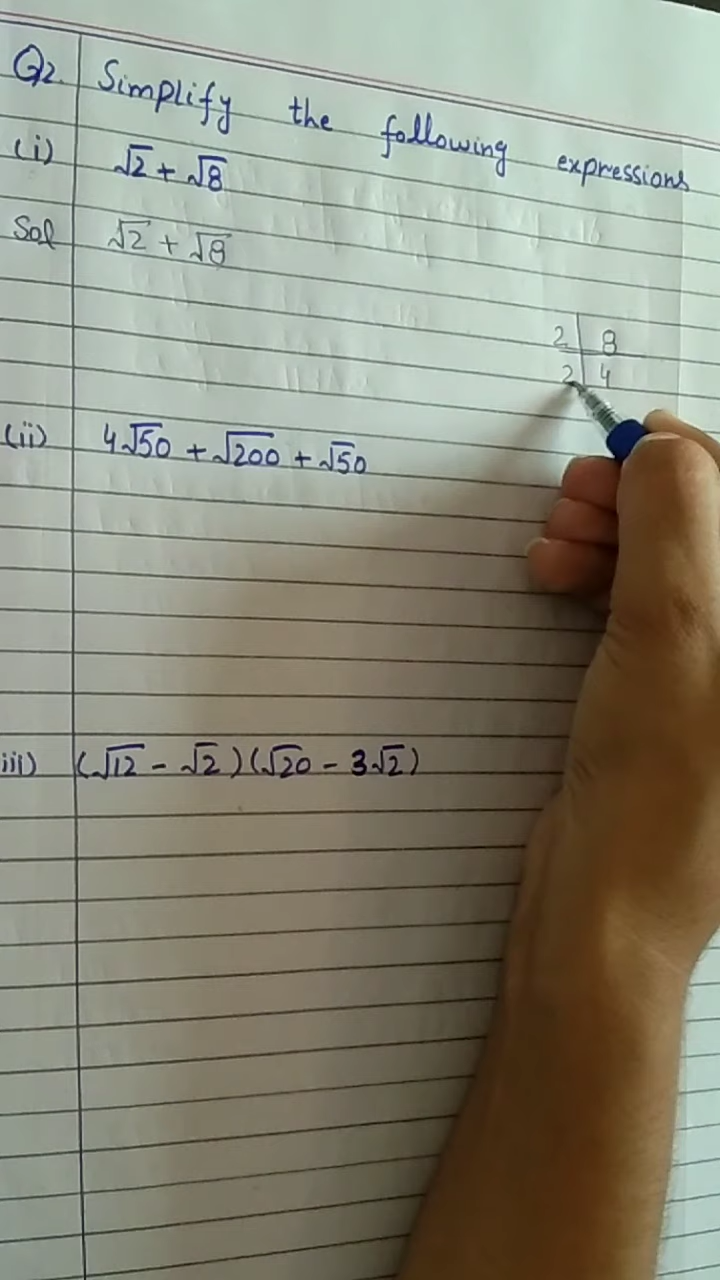 Q2. Simplify the following expressions
(i) √2 + √8
Sol √2 + √8
2 | 8
2 | 4
(ii) 4√50 + √200 + √50
iii) (√12 - √2)(√20 - 3√2)